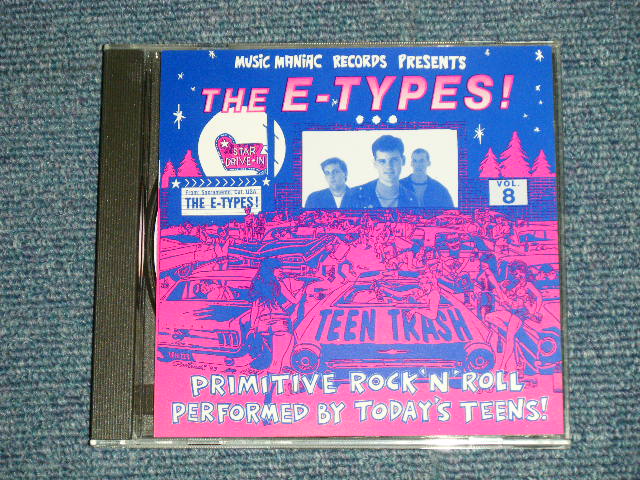 MUSIC MANIAC RECORDS PRESENTS
THE E-TYPES!
STAR
DRIVE-IN
From: Sacramento, Cal, USA
THE E-TYPES!
VOL.
8
TEEN TRASH
PRIMITIVE ROCK'N'ROLL
PERFORMED BY TODAY'S TEENS!